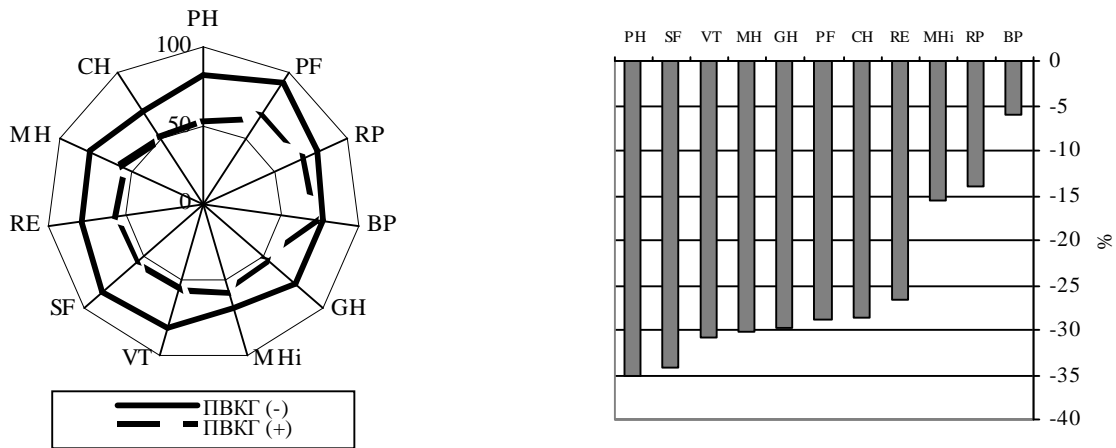 PH
100
CH
PF
MH
50
RP
0
RE
BP
SF
GH
VT
MHi
ПВКГ (-)
ПВКГ (+)
PH SF VT MH GH PF CH RE MHi RP BP
0
-5
-10
-15
-20
-25
-30
-35
-40
%